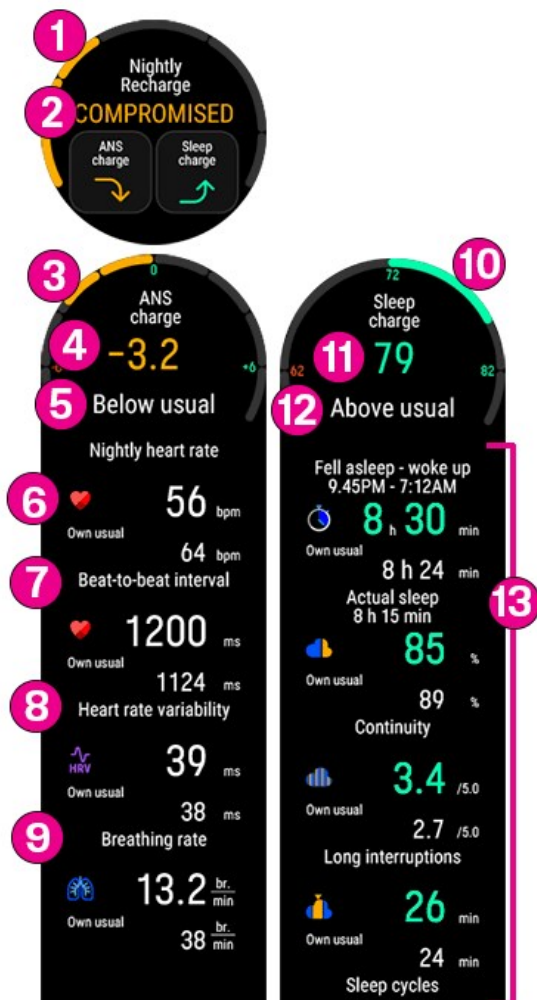 1
Nightly
Recharge
2 COMPROMISED
ANS
charge
Sleep
charge
3
0
ANS
charge
4 -3.2
+6
5 Below usual
Nightly heart rate
6 56 bpm
Own usual
64 bpm
7 Beat-to-beat interval
1200 ms
Own usual
1124 ms
8 Heart rate variability
HRV 39 ms
Own usual
38 ms
9 Breathing rate
13.2 br.
min
Own usual
38 br.
min
10
72
Sleep
charge
11 79
62
82
12 Above usual
Fell asleep - woke up
9.45PM - 7:12AM
8 h 30 min
Own usual
8 h 24 min
13
Actual sleep
8 h 15 min
85 %
Own usual
89 %
Continuity
3.4 /5.0
Own usual
2.7 /5.0
Long interruptions
26 min
Own usual
24 min
Sleep cycles